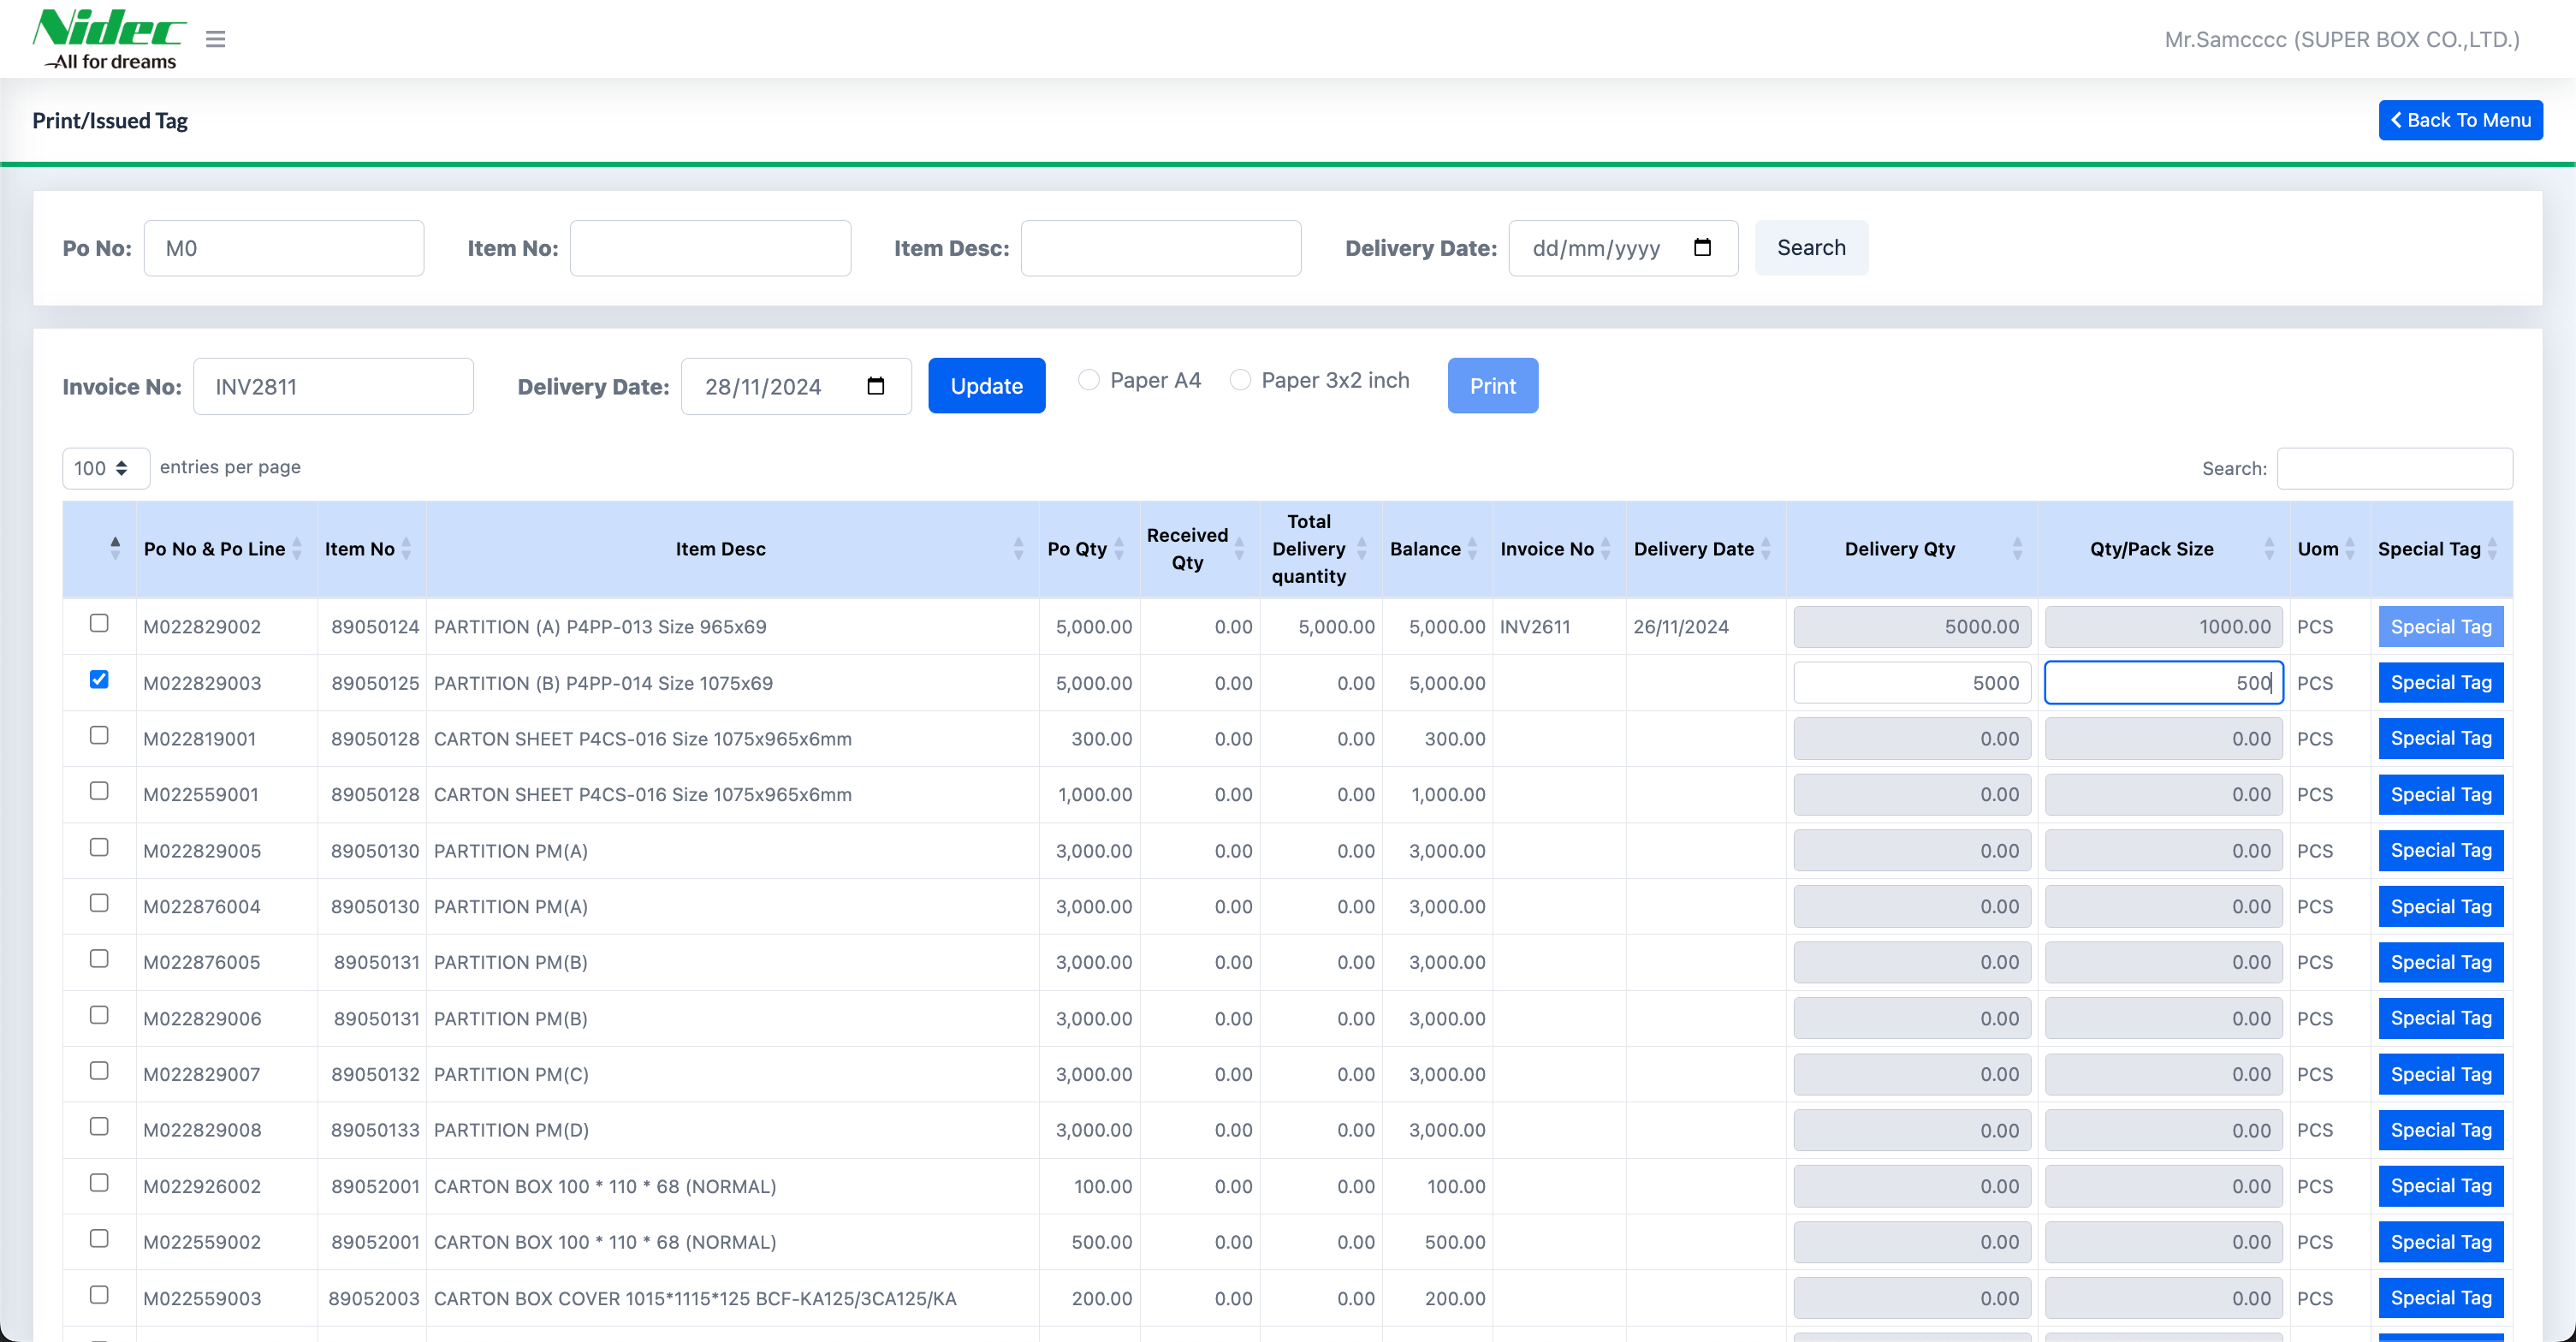 Nidec
All for dreams
Mr.Samcccc (SUPER BOX CO.,LTD.)
Print/Issued Tag
Back To Menu
Po No: M0 Item No: Item Desc: Delivery Date: dd/mm/yyyy Search
Invoice No: INV2811 Delivery Date: 28/11/2024 Update Paper A4 Paper 3x2 inch Print
100 entries per page Search:
Po No & Po Line Item No Item Desc Po Qty Received Qty Total Delivery quantity Balance Invoice No Delivery Date Delivery Qty Qty/Pack Size Uom Special Tag
M022829002 89050124 PARTITION (A) P4PP-013 Size 965x69 5,000.00 0.00 5,000.00 5,000.00 INV2611 26/11/2024 5000.00 1000.00 PCS Special Tag
M022829003 89050125 PARTITION (B) P4PP-014 Size 1075x69 5,000.00 0.00 0.00 5,000.00 5000 500 PCS Special Tag
M022819001 89050128 CARTON SHEET P4CS-016 Size 1075x965x6mm 300.00 0.00 0.00 300.00 0.00 0.00 PCS Special Tag
M022559001 89050128 CARTON SHEET P4CS-016 Size 1075x965x6mm 1,000.00 0.00 0.00 1,000.00 0.00 0.00 PCS Special Tag
M022829005 89050130 PARTITION PM(A) 3,000.00 0.00 0.00 3,000.00 0.00 0.00 PCS Special Tag
M022876004 89050130 PARTITION PM(A) 3,000.00 0.00 0.00 3,000.00 0.00 0.00 PCS Special Tag
M022876005 89050131 PARTITION PM(B) 3,000.00 0.00 0.00 3,000.00 0.00 0.00 PCS Special Tag
M022829006 89050131 PARTITION PM(B) 3,000.00 0.00 0.00 3,000.00 0.00 0.00 PCS Special Tag
M022829007 89050132 PARTITION PM(C) 3,000.00 0.00 0.00 3,000.00 0.00 0.00 PCS Special Tag
M022829008 89050133 PARTITION PM(D) 3,000.00 0.00 0.00 3,000.00 0.00 0.00 PCS Special Tag
M022926002 89052001 CARTON BOX 100 * 110 * 68 (NORMAL) 100.00 0.00 0.00 100.00 0.00 0.00 PCS Special Tag
M022559002 89052001 CARTON BOX 100 * 110 * 68 (NORMAL) 500.00 0.00 0.00 500.00 0.00 0.00 PCS Special Tag
M022559003 89052003 CARTON BOX COVER 1015*1115*125 BCF-KA125/3CA125/KA 200.00 0.00 0.00 200.00 0.00 0.00 PCS Special Tag